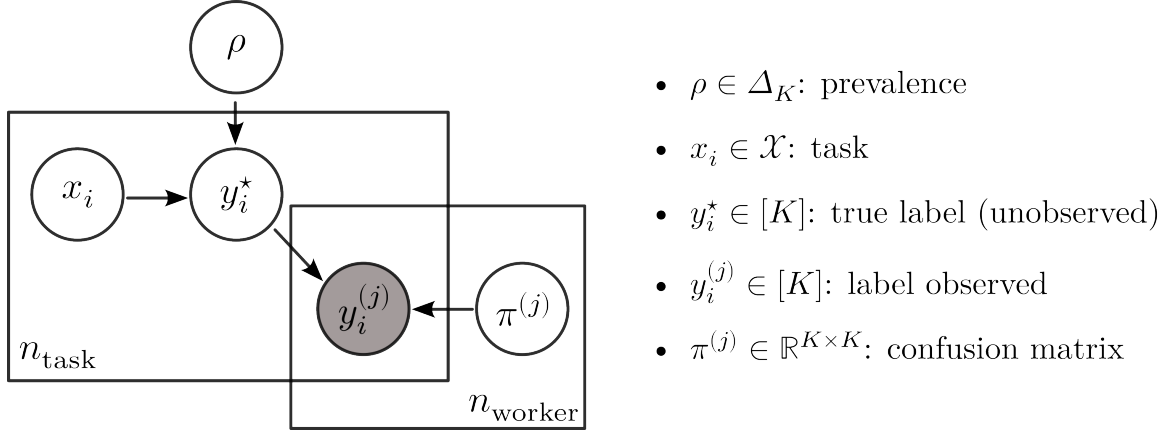 ρ
x_i
y_i^⋆
y_i^{(j)}
π^{(j)}
n_task
n_worker
• ρ ∈ Δ_K: prevalence
• x_i ∈ 𝒳: task
• y_i^⋆ ∈ [K]: true label (unobserved)
• y_i^{(j)} ∈ [K]: label observed
• π^{(j)} ∈ ℝ^{K×K}: confusion matrix